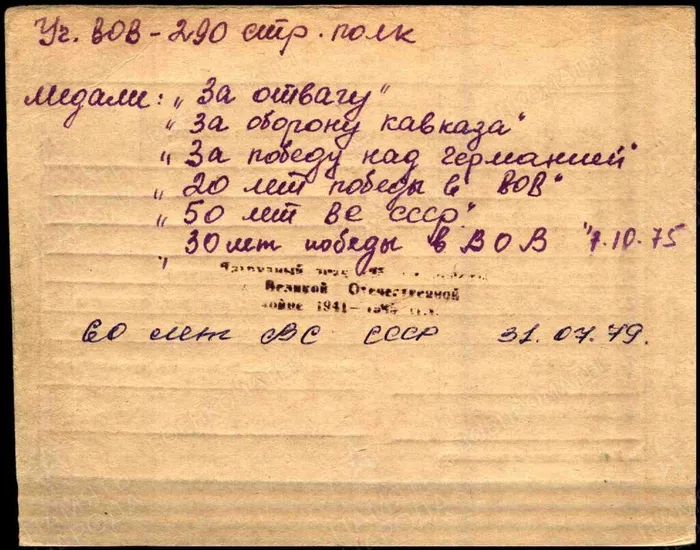 Уч. ВОВ – 290 стр. полк
Медали: „За отвагу"
„За оборону кавказа"
„За победу над германией"
„20 лет победы в ВОВ"
„50 лет ВС СССР"
„30 лет победы в ВОВ" 7.10.75
Великой Отечественной
войне 1941—1945 гг.
60 лет ВС СССР 31.07.79.